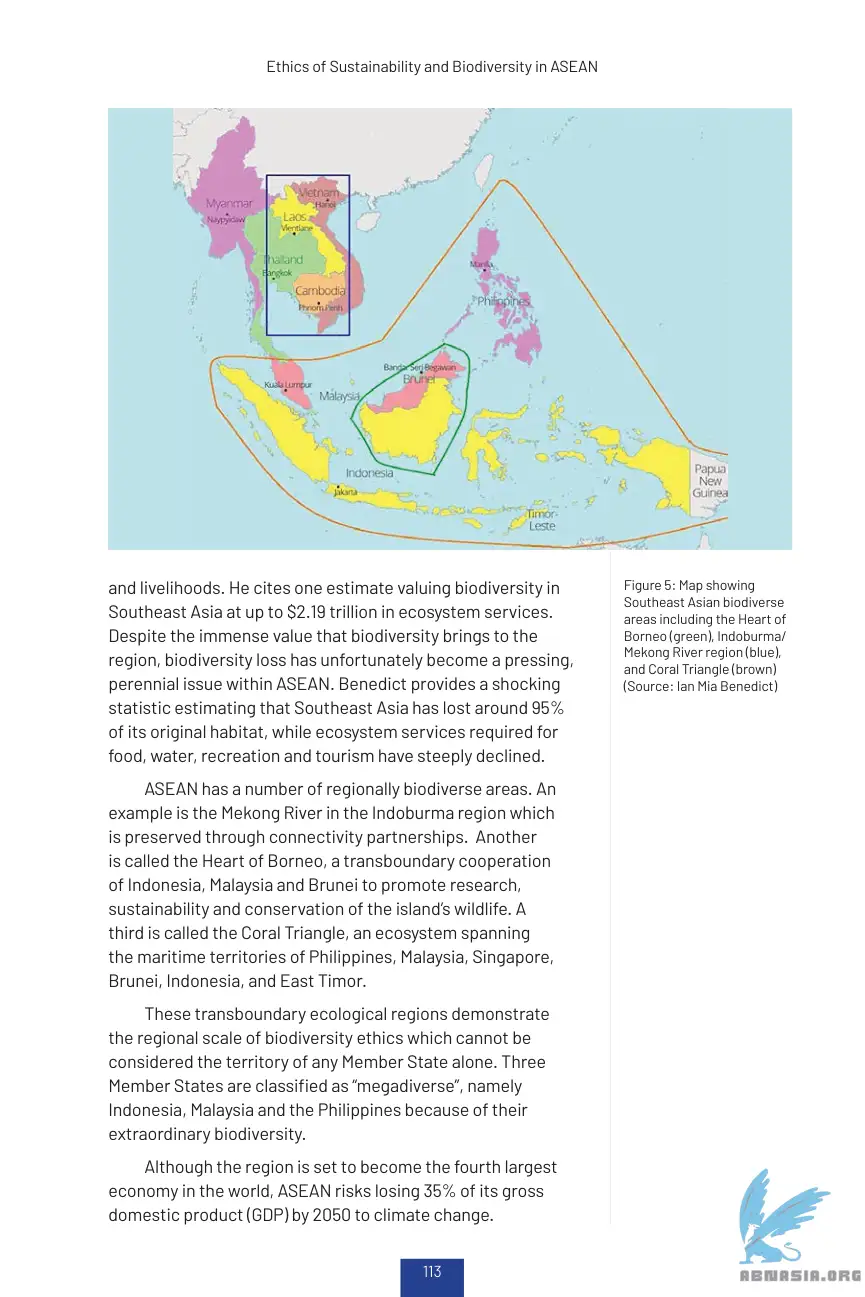 Ethics of Sustainability and Biodiversity in ASEAN
Myanmar
Naypyidaw
Vietnam
Hanoi
Laos
Vientiane
Thailand
Bangkok
Cambodia
Phnom Penh
Manila
Philippines
Bandar Seri Begawan
Brunei
Kuala Lumpur
Malaysia
Indonesia
Jakarta
Papua
New
Guinea
Timor-
Leste
and livelihoods. He cites one estimate valuing biodiversity in
Southeast Asia at up to $2.19 trillion in ecosystem services.
Despite the immense value that biodiversity brings to the
region, biodiversity loss has unfortunately become a pressing,
perennial issue within ASEAN. Benedict provides a shocking
statistic estimating that Southeast Asia has lost around 95%
of its original habitat, while ecosystem services required for
food, water, recreation and tourism have steeply declined.
ASEAN has a number of regionally biodiverse areas. An
example is the Mekong River in the Indoburma region which
is preserved through connectivity partnerships. Another
is called the Heart of Borneo, a transboundary cooperation
of Indonesia, Malaysia and Brunei to promote research,
sustainability and conservation of the island's wildlife. A
third is called the Coral Triangle, an ecosystem spanning
the maritime territories of Philippines, Malaysia, Singapore,
Brunei, Indonesia, and East Timor.
These transboundary ecological regions demonstrate
the regional scale of biodiversity ethics which cannot be
considered the territory of any Member State alone. Three
Member States are classified as “megadiverse”, namely
Indonesia, Malaysia and the Philippines because of their
extraordinary biodiversity.
Although the region is set to become the fourth largest
economy in the world, ASEAN risks losing 35% of its gross
domestic product (GDP) by 2050 to climate change.
Figure 5: Map showing
Southeast Asian biodiverse
areas including the Heart of
Borneo (green), Indoburma/
Mekong River region (blue),
and Coral Triangle (brown)
(Source: Ian Mia Benedict)
113
ABNASIA.ORG